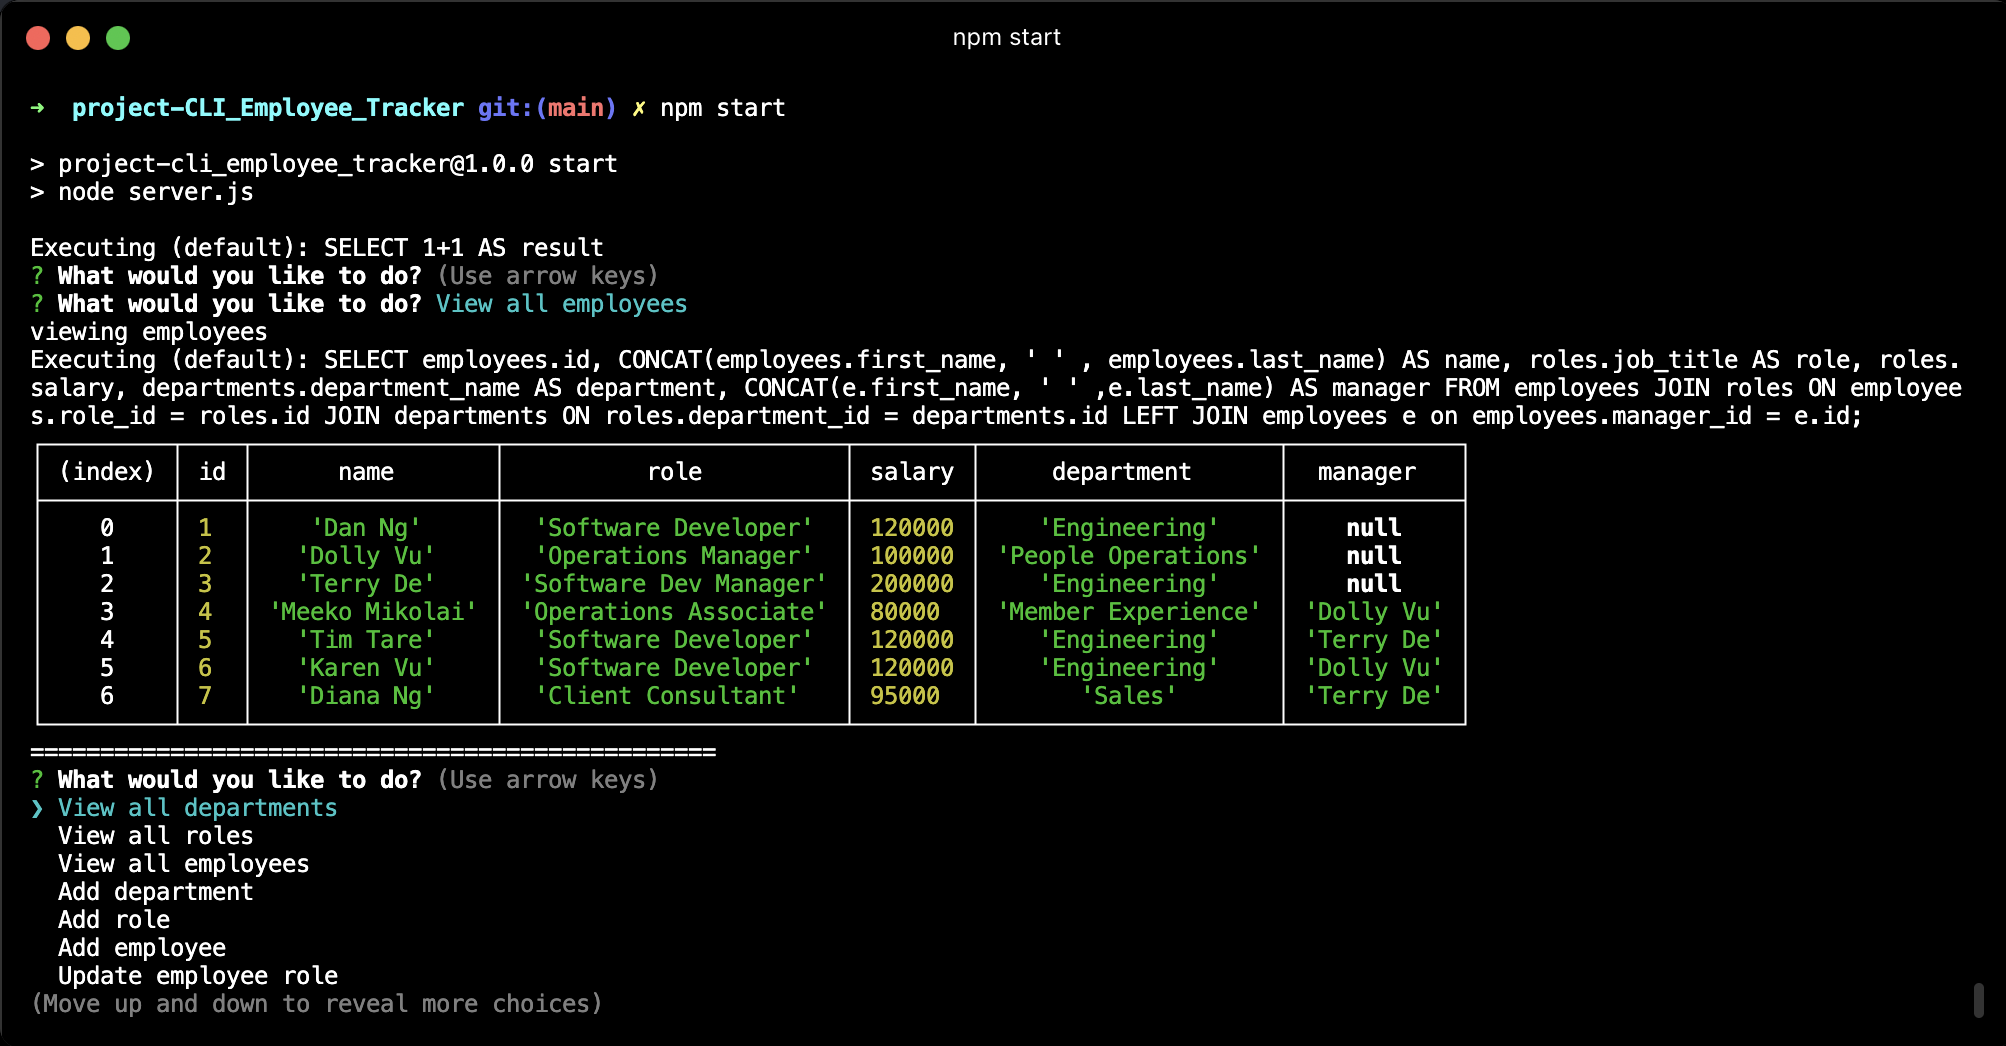 npm start
➜  project-CLI_Employee_Tracker git:(main) ✗ npm start
> project-cli_employee_tracker@1.0.0 start
> node server.js
Executing (default): SELECT 1+1 AS result
? What would you like to do? (Use arrow keys)
? What would you like to do? View all employees
viewing employees
Executing (default): SELECT employees.id, CONCAT(employees.first_name, ' ' , employees.last_name) AS name, roles.job_title AS role, roles.
salary, departments.department_name AS department, CONCAT(e.first_name, ' ' ,e.last_name) AS manager FROM employees JOIN roles ON employee
s.role_id = roles.id JOIN departments ON roles.department_id = departments.id LEFT JOIN employees e on employees.manager_id = e.id;
(index) id name role salary department manager
0 1 'Dan Ng' 'Software Developer' 120000 'Engineering' null
1 2 'Dolly Vu' 'Operations Manager' 100000 'People Operations' null
2 3 'Terry De' 'Software Dev Manager' 200000 'Engineering' null
3 4 'Meeko Mikolai' 'Operations Associate' 80000 'Member Experience' 'Dolly Vu'
4 5 'Tim Tare' 'Software Developer' 120000 'Engineering' 'Terry De'
5 6 'Karen Vu' 'Software Developer' 120000 'Engineering' 'Dolly Vu'
6 7 'Diana Ng' 'Client Consultant' 95000 'Sales' 'Terry De'
=================================================
? What would you like to do? (Use arrow keys)
❯ View all departments
View all roles
View all employees
Add department
Add role
Add employee
Update employee role
(Move up and down to reveal more choices)